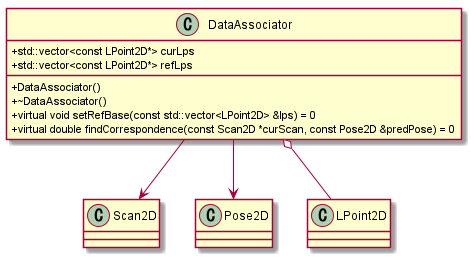 C DataAssociator
+std::vector<const LPoint2D*> curLps
+std::vector<const LPoint2D*> refLps
+DataAssociator()
+~DataAssociator()
+virtual void setRefBase(const std::vector<LPoint2D> &lps) = 0
+virtual double findCorrespondence(const Scan2D *curScan, const Pose2D &predPose) = 0
C Scan2D
C Pose2D
C LPoint2D